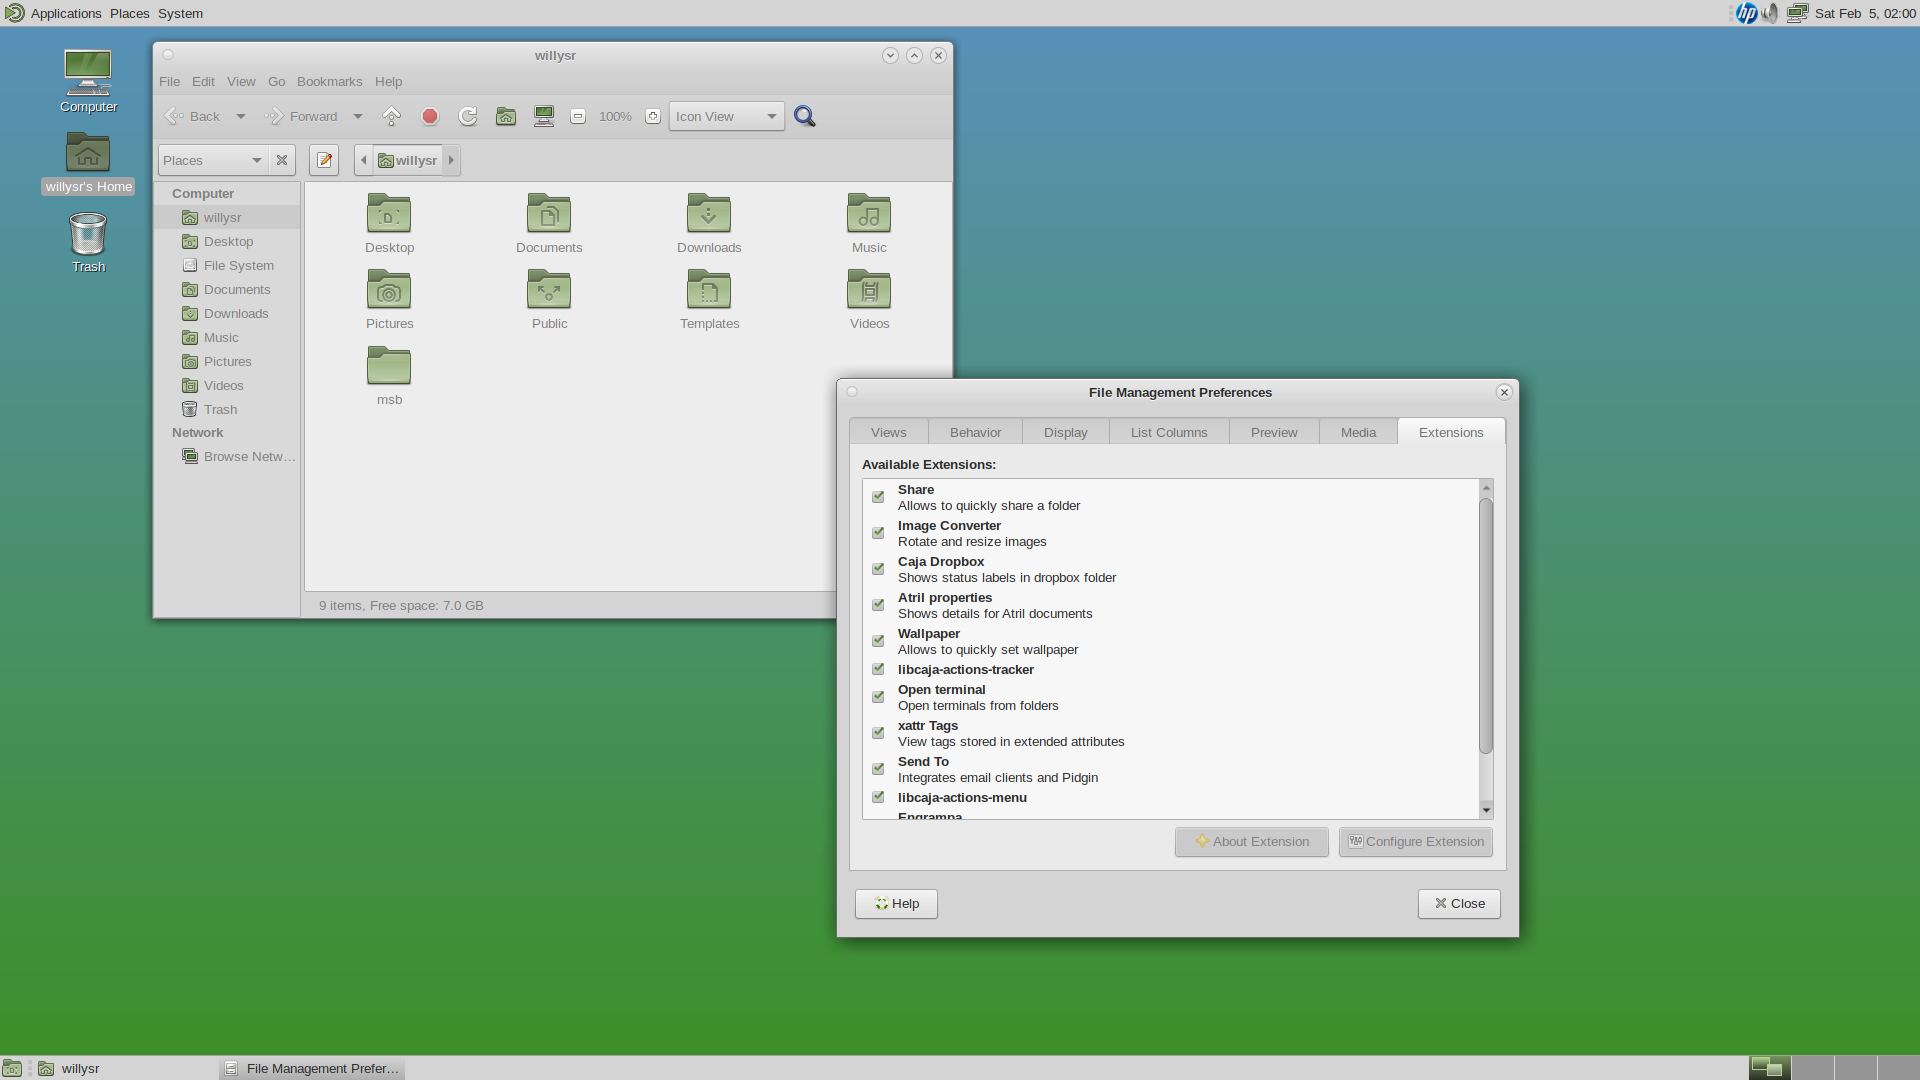 Applications Places System
hp
Sat Feb 5, 02:00
Computer
willysr's Home
Trash
willysr
File Edit View Go Bookmarks Help
Back Forward 100% Icon View
Places
willysr
Computer
willysr
Desktop
File System
Documents
Downloads
Music
Pictures
Videos
Trash
Network
Browse Netw...
Desktop Documents Downloads Music
Pictures Public Templates Videos
msb
9 items, Free space: 7.0 GB
File Management Preferences
Views Behavior Display List Columns Preview Media Extensions
Available Extensions:
Share
Allows to quickly share a folder
Image Converter
Rotate and resize images
Caja Dropbox
Shows status labels in dropbox folder
Atril properties
Shows details for Atril documents
Wallpaper
Allows to quickly set wallpaper
libcaja-actions-tracker
Open terminal
Open terminals from folders
xattr Tags
View tags stored in extended attributes
Send To
Integrates email clients and Pidgin
libcaja-actions-menu
Engrampa
About Extension Configure Extension
Help Close
willysr
File Management Prefer...